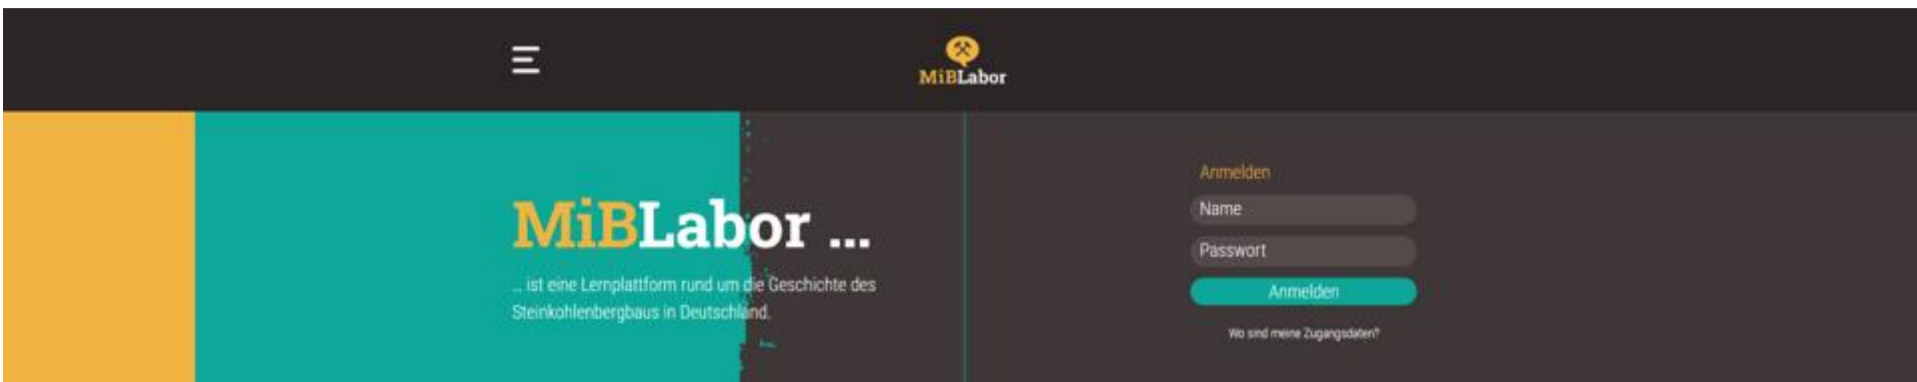 MiBLabor
MiBLabor ...
... ist eine Lernplattform rund um die Geschichte des
Steinkohlenbergbaus in Deutschland.
Anmelden
Name
Passwort
Anmelden
Wo sind meine Zugangsdaten?